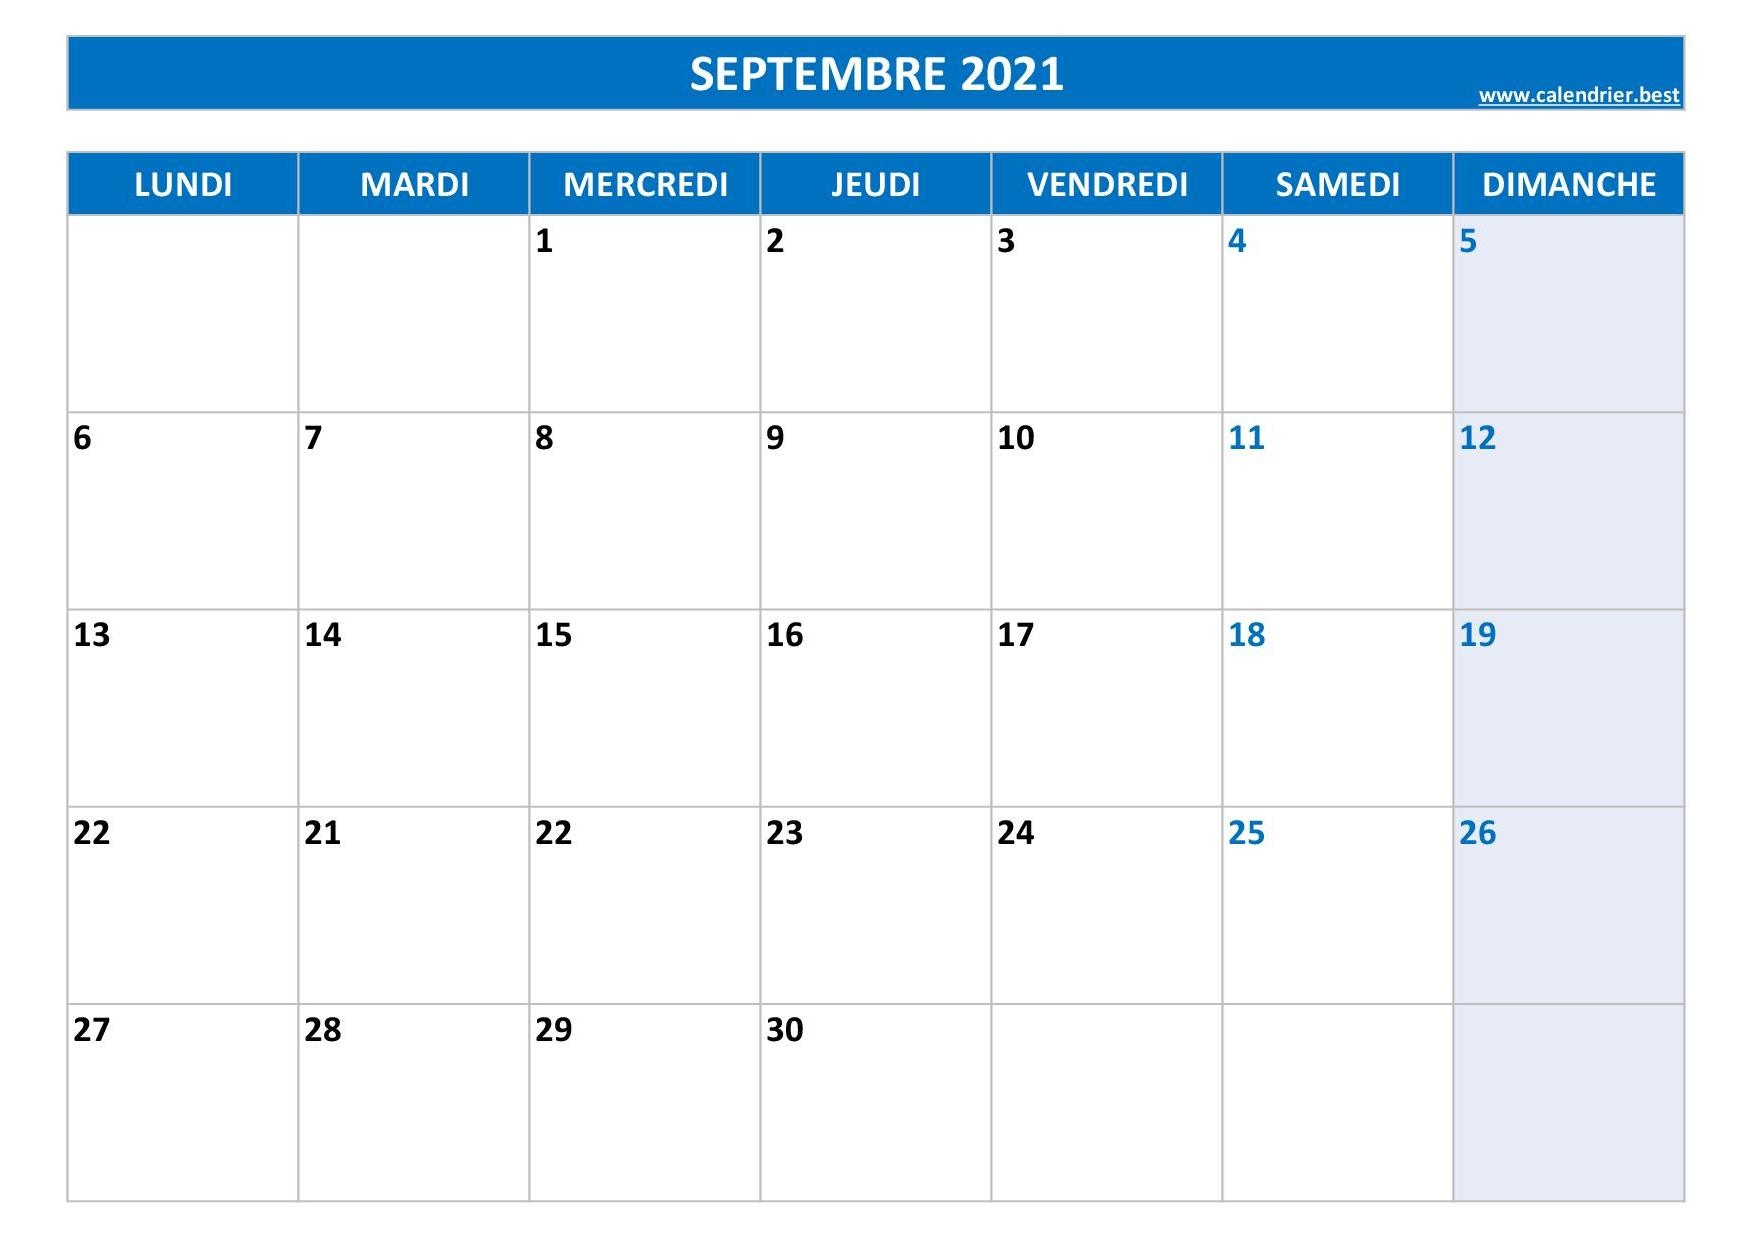 SEPTEMBRE 2021
www.calendrier.best
LUNDI MARDI MERCREDI JEUDI VENDREDI SAMEDI DIMANCHE
1 2 3 4 5
6 7 8 9 10 11 12
13 14 15 16 17 18 19
22 21 22 23 24 25 26
27 28 29 30